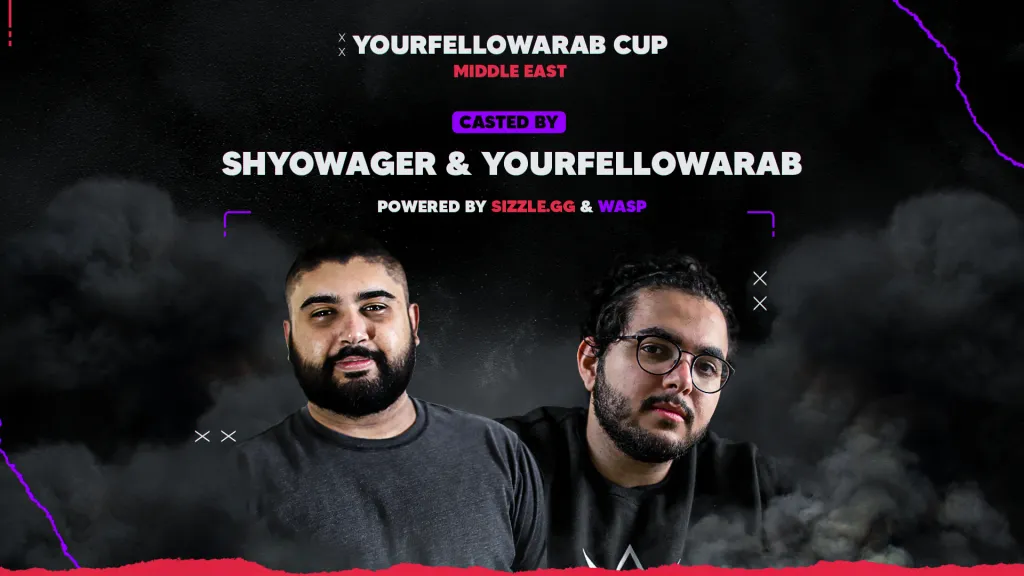 YOURFELLOWARAB CUP
MIDDLE EAST
CASTED BY
SHYOWAGER & YOURFELLOWARAB
POWERED BY SIZZLE.GG & WASP